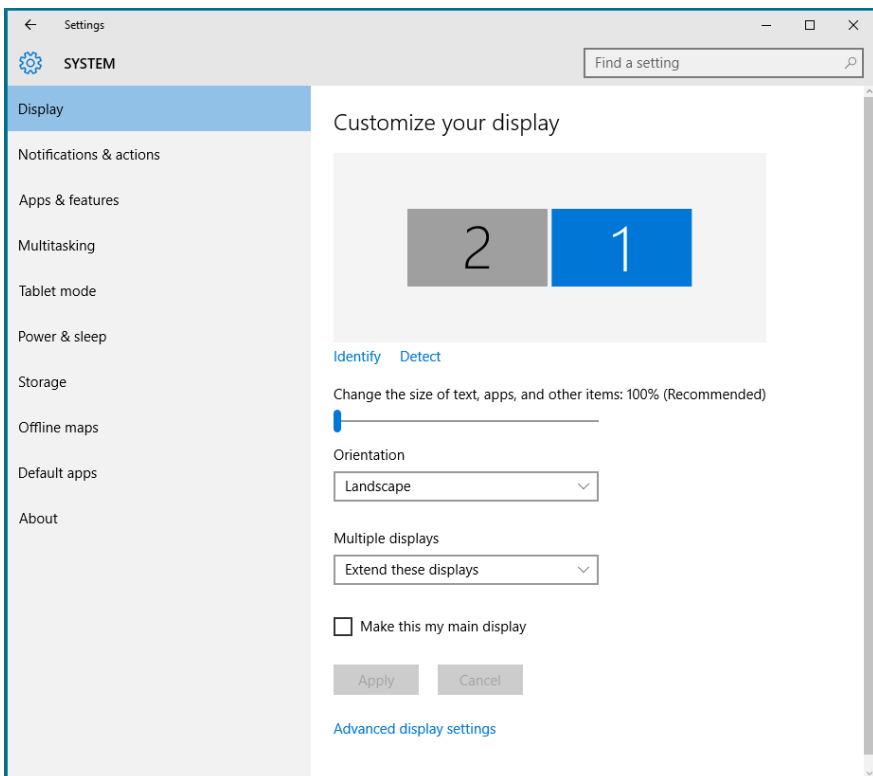 Settings
SYSTEM
Find a setting
Display
Notifications & actions
Apps & features
Multitasking
Tablet mode
Power & sleep
Storage
Offline maps
Default apps
About
Customize your display
2 1
Identify Detect
Change the size of text, apps, and other items: 100% (Recommended)
Orientation
Landscape
Multiple displays
Extend these displays
Make this my main display
Apply Cancel
Advanced display settings